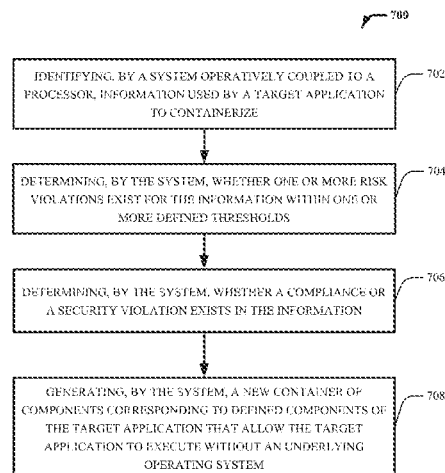 700
IDENTIFYING, BY A SYSTEM OPERATIVELY COUPLED TO A
PROCESSOR, INFORMATION USED BY A TARGET APPLICATION
TO CONTAINERIZE
702
DETERMINING, BY THE SYSTEM, WHETHER ONE OR MORE RISK
VIOLATIONS EXIST FOR THE INFORMATION WITHIN ONE OR
MORE DEFINED THRESHOLDS
704
DETERMINING, BY THE SYSTEM, WHETHER A COMPLIANCE OR
A SECURITY VIOLATION EXISTS IN THE INFORMATION
706
GENERATING, BY THE SYSTEM, A NEW CONTAINER OF
COMPONENTS CORRESPONDING TO DEFINED COMPONENTS OF
THE TARGET APPLICATION THAT ALLOW THE TARGET
APPLICATION TO EXECUTE WITHOUT AN UNDERLYING
OPERATING SYSTEM
708